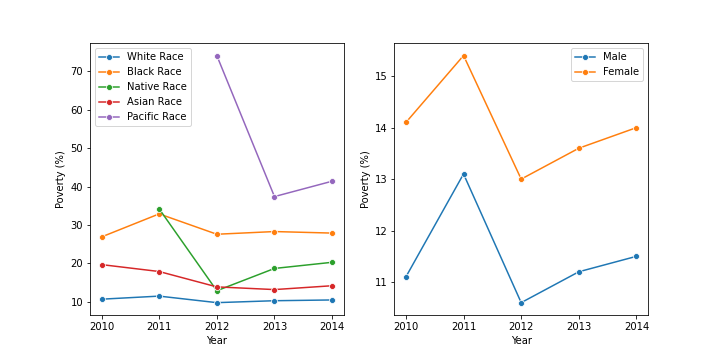 White Race
Black Race
Native Race
Asian Race
Pacific Race
70
60
50
40
30
20
10
Poverty (%)
2010 2011 2012 2013 2014
Year
Male
Female
15
14
13
12
11
Poverty (%)
2010 2011 2012 2013 2014
Year